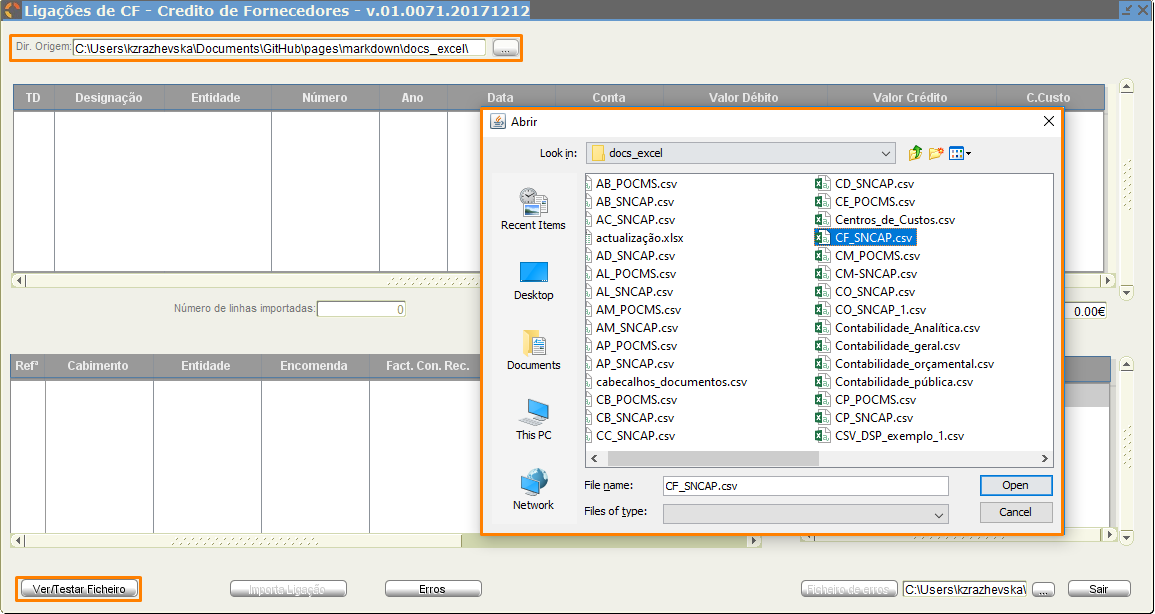 Ligações de CF - Credito de Fornecedores - v.01.0071.20171212
Dir. Origem: C:\Users\kzrazhevska\Documents\GitHub\pages\markdown\docs_excel\ ...
TD Designação Entidade Número Ano Data Conta Valor Débito Valor Crédito C.Custo
Abrir
Look in: docs_excel
AB_POCMS.csv CD_SNCAP.csv
AB_SNCAP.csv CE_POCMS.csv
AC_SNCAP.csv Centros_de_Custos.csv
actualização.xlsx CF_SNCAP.csv
AD_SNCAP.csv CM_POCMS.csv
AL_POCMS.csv CM-SNCAP.csv
AL_SNCAP.csv CO_SNCAP.csv
AM_POCMS.csv CO_SNCAP_1.csv
AM_SNCAP.csv Contabilidade_Analítica.csv
AP_POCMS.csv Contabilidade_geral.csv
AP_SNCAP.csv Contabilidade_orçamental.csv
cabecalhos_documentos.csv Contabilidade_pública.csv
CB_POCMS.csv CP_POCMS.csv
CB_SNCAP.csv CP_SNCAP.csv
CC_SNCAP.csv CSV_DSP_exemplo_1.csv
Recent Items
Desktop
Documents
This PC
Network
File name: CF_SNCAP.csv Open
Files of type: Cancel
Número de linhas importadas: 0
0.00€
Refª Cabimento Entidade Encomenda Fact. Con. Rec.
Ver/Testar Ficheiro Importa Ligação Erros Ficheiro de erros C:\Users\kzrazhevska\ ... Sair